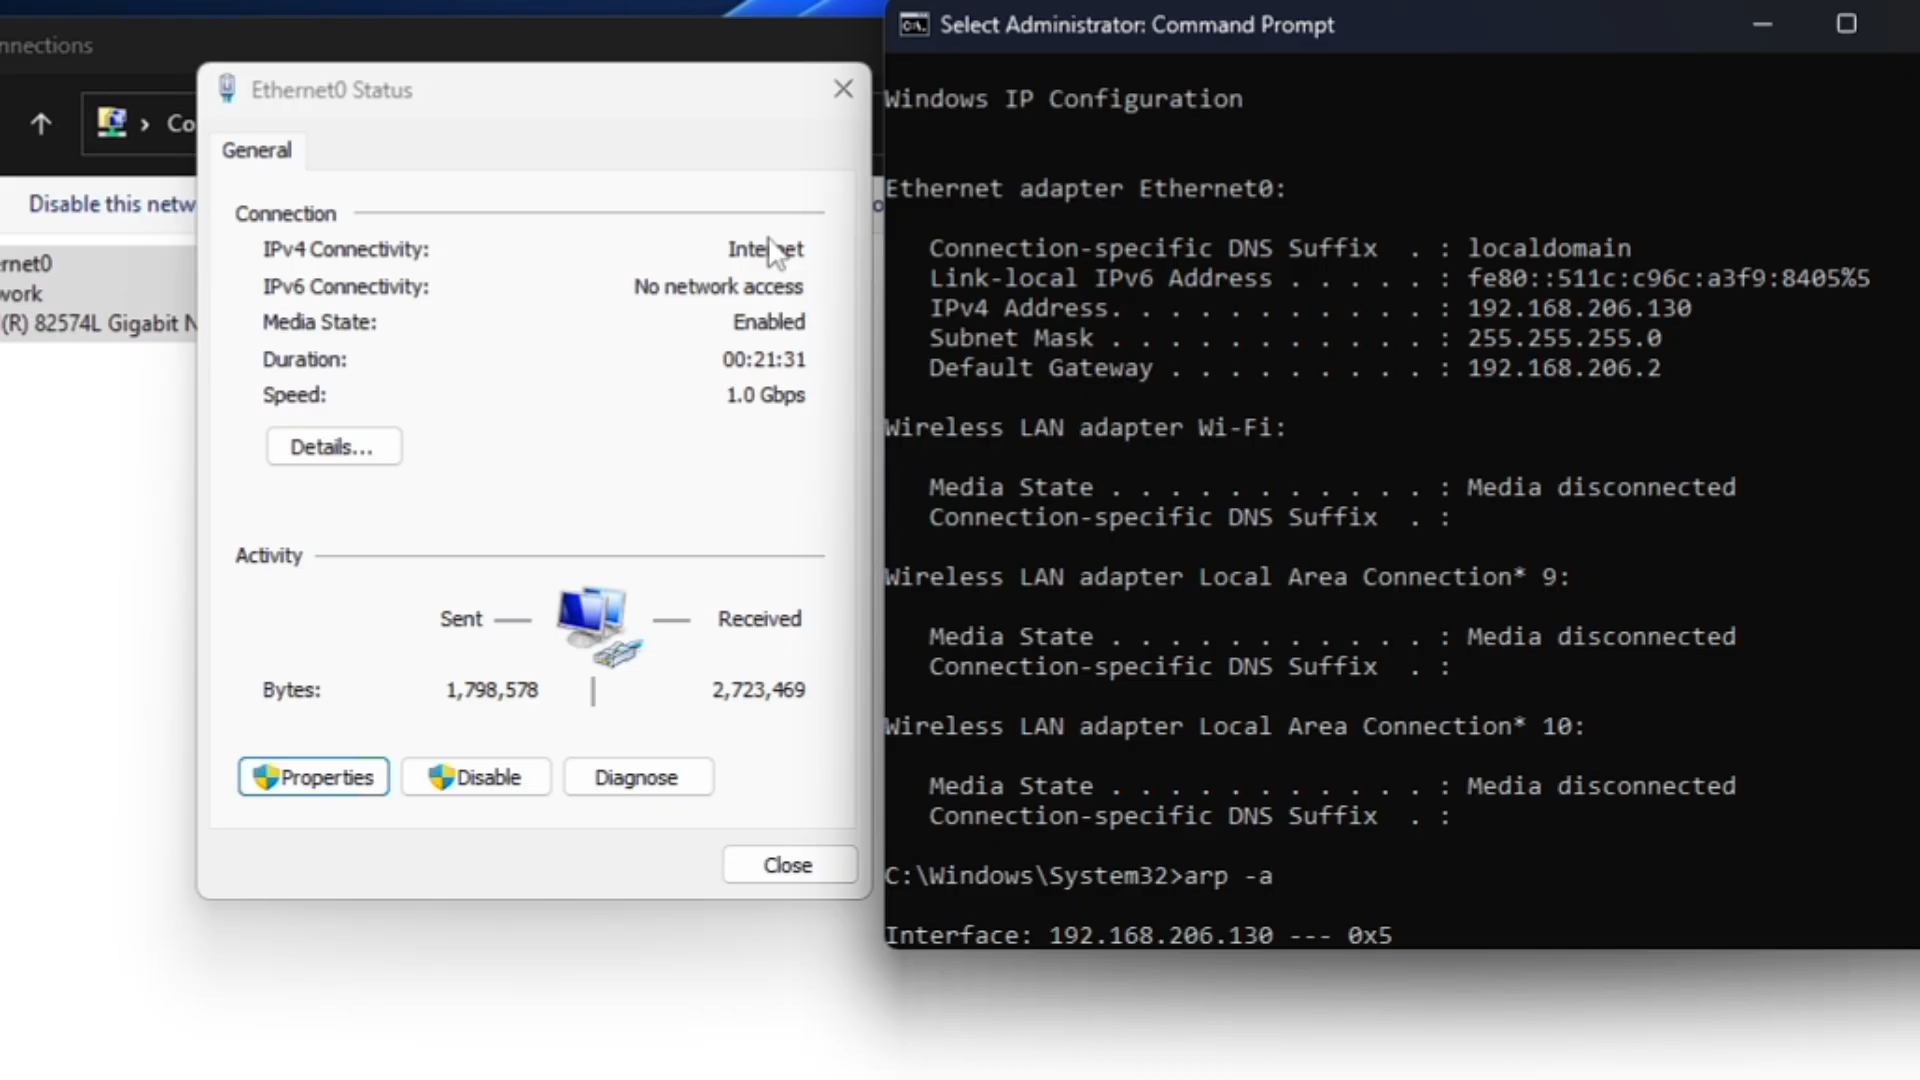 nnections
Co
Disable this netw
rnet0
work
(R) 82574L Gigabit N
Ethernet0 Status
General
Connection
IPv4 Connectivity: Internet
IPv6 Connectivity: No network access
Media State: Enabled
Duration: 00:21:31
Speed: 1.0 Gbps
Details...
Activity
Sent Received
Bytes: 1,798,578 2,723,469
Properties Disable Diagnose
Close
Select Administrator: Command Prompt
Windows IP Configuration
Ethernet adapter Ethernet0:
Connection-specific DNS Suffix . : localdomain
Link-local IPv6 Address . . . . . : fe80::511c:c96c:a3f9:8405%5
IPv4 Address. . . . . . . . . . . : 192.168.206.130
Subnet Mask . . . . . . . . . . . : 255.255.255.0
Default Gateway . . . . . . . . . : 192.168.206.2
Wireless LAN adapter Wi-Fi:
Media State . . . . . . . . . . . : Media disconnected
Connection-specific DNS Suffix . :
Wireless LAN adapter Local Area Connection* 9:
Media State . . . . . . . . . . . : Media disconnected
Connection-specific DNS Suffix . :
Wireless LAN adapter Local Area Connection* 10:
Media State . . . . . . . . . . . : Media disconnected
Connection-specific DNS Suffix . :
C:\Windows\System32>arp -a
Interface: 192.168.206.130 --- 0x5